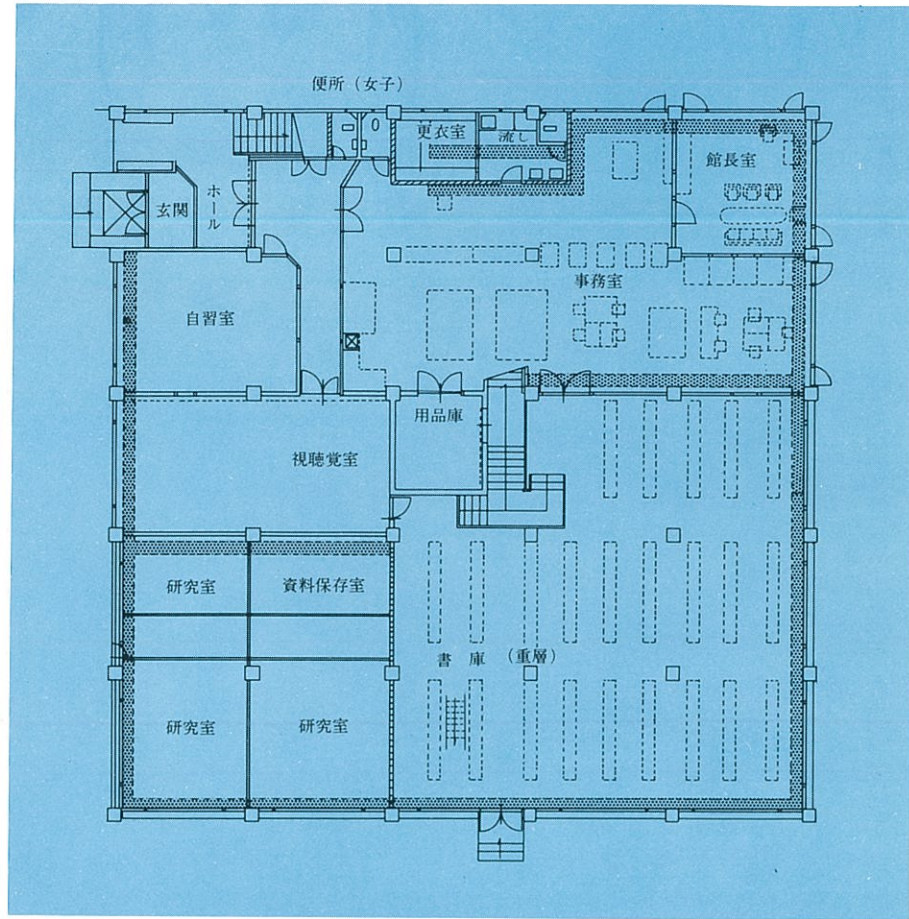 便所（女子）
更衣室
流し
館長室
玄関
ホール
事務室
自習室
用品庫
視聴覚室
研究室
資料保存室
書庫（重層）
研究室
研究室